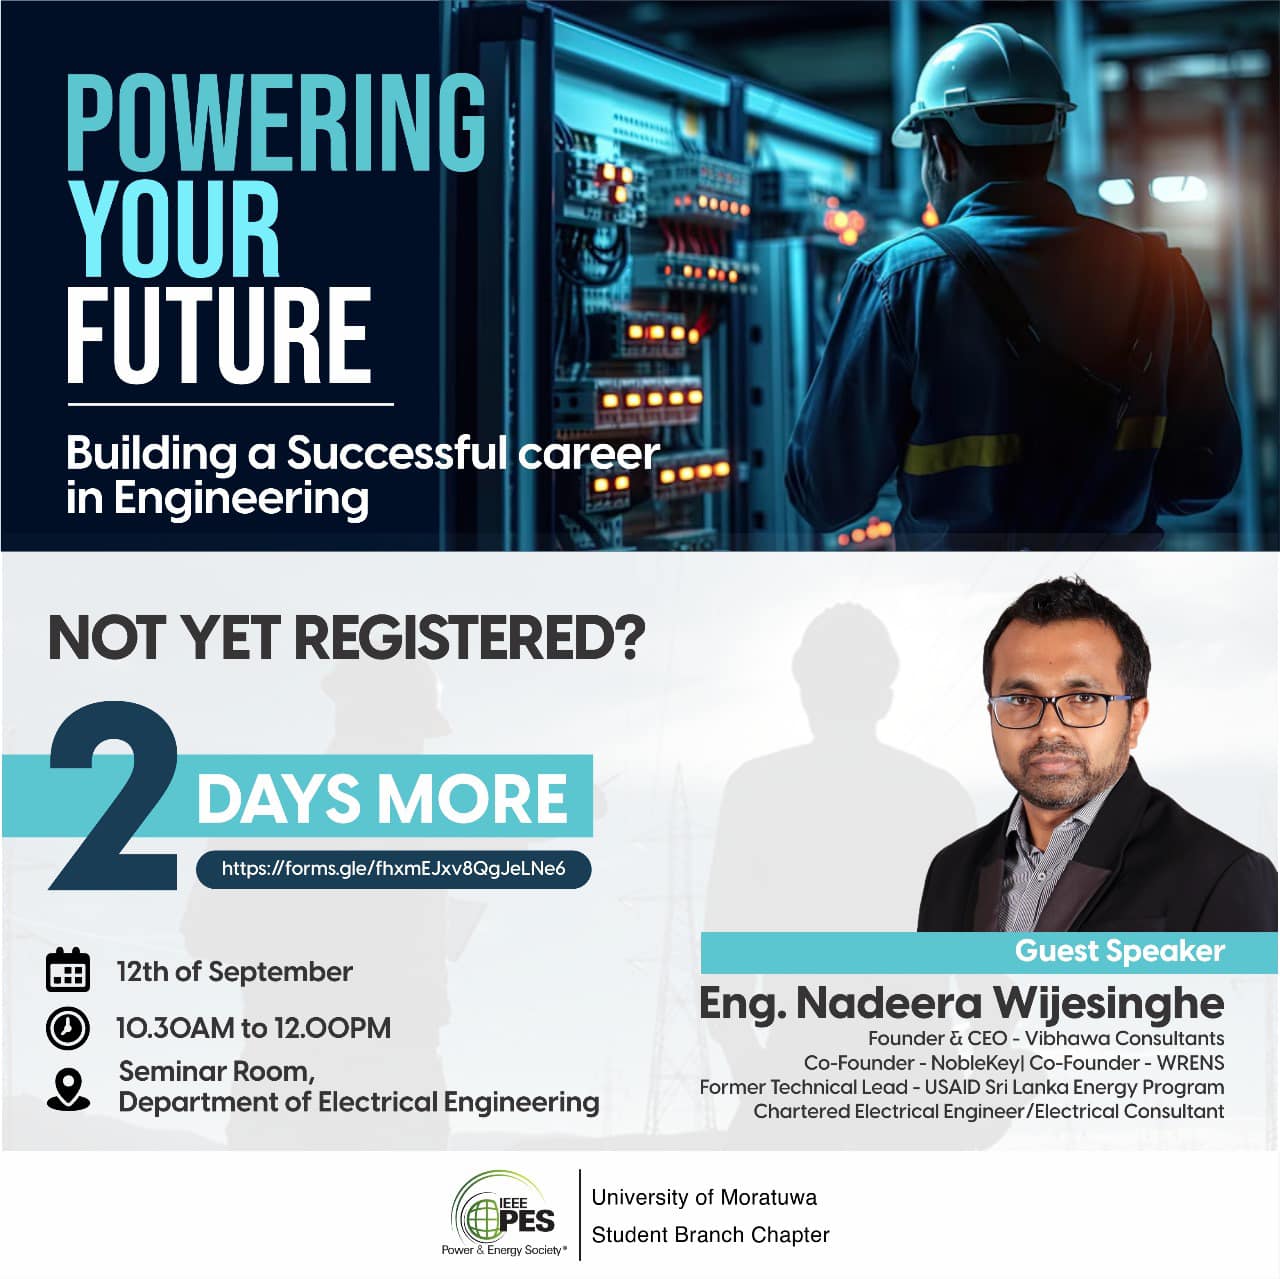 POWERING
YOUR
FUTURE
Building a Successful career
in Engineering
NOT YET REGISTERED?
2
DAYS MORE
https://forms.gle/fhxmEJxv8QgJeLNe6
12th of September
10.30AM to 12.00PM
Seminar Room,
Department of Electrical Engineering
Guest Speaker
Eng. Nadeera Wijesinghe
Founder & CEO - Vibhawa Consultants
Co-Founder - NobleKey| Co-Founder - WRENS
Former Technical Lead - USAID Sri Lanka Energy Program
Chartered Electrical Engineer/Electrical Consultant
IEEE
PES
Power & Energy Society®
University of Moratuwa
Student Branch Chapter